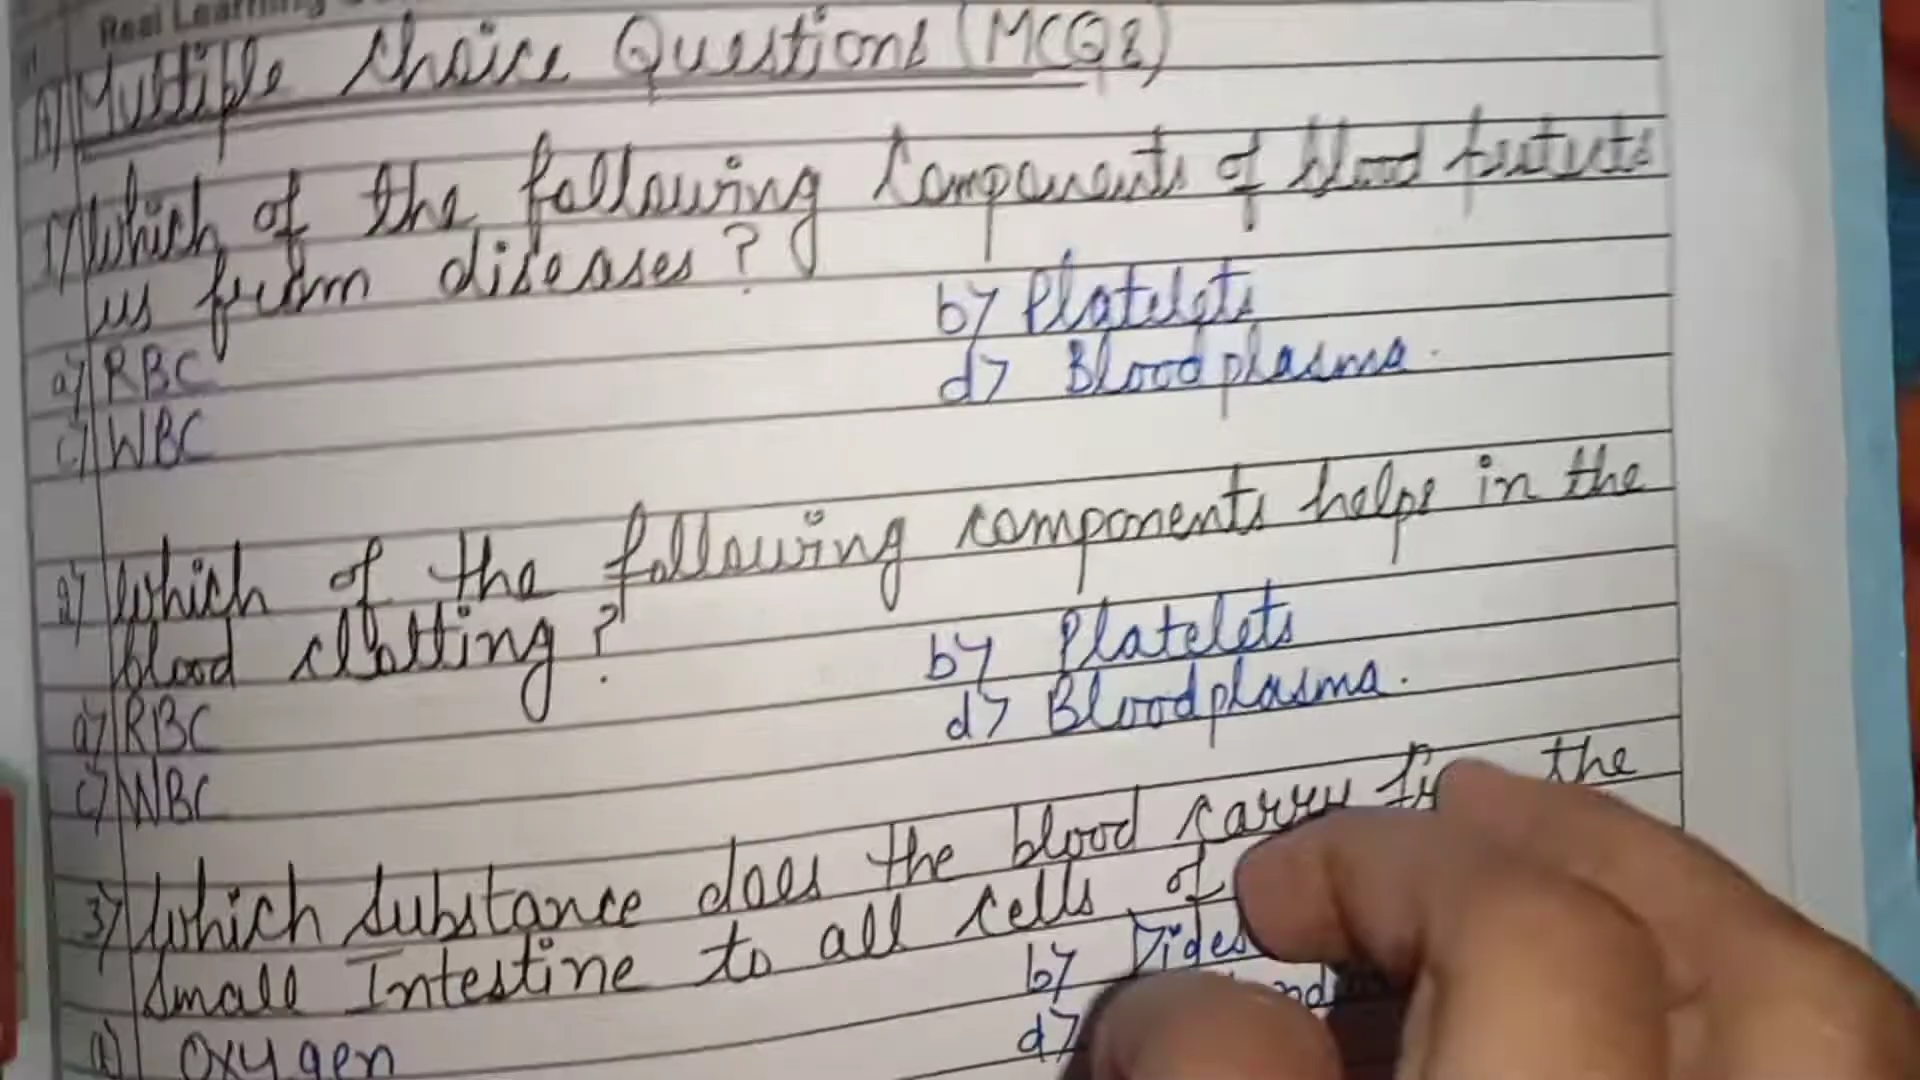 Real Learning
A) Multiple Choice Questions (MCQs)
1) Which of the following Components of blood
us from diseases?
a) RBC b) Platelets
c) WBC d) Blood plasma.
2) Which of the following components helps in the
blood clotting?
a) RBC b) Platelets
c) WBC d) Blood plasma.
3) Which substance does the blood carry the
Small Intestine to all cells of
a) Oxygen b)
d)